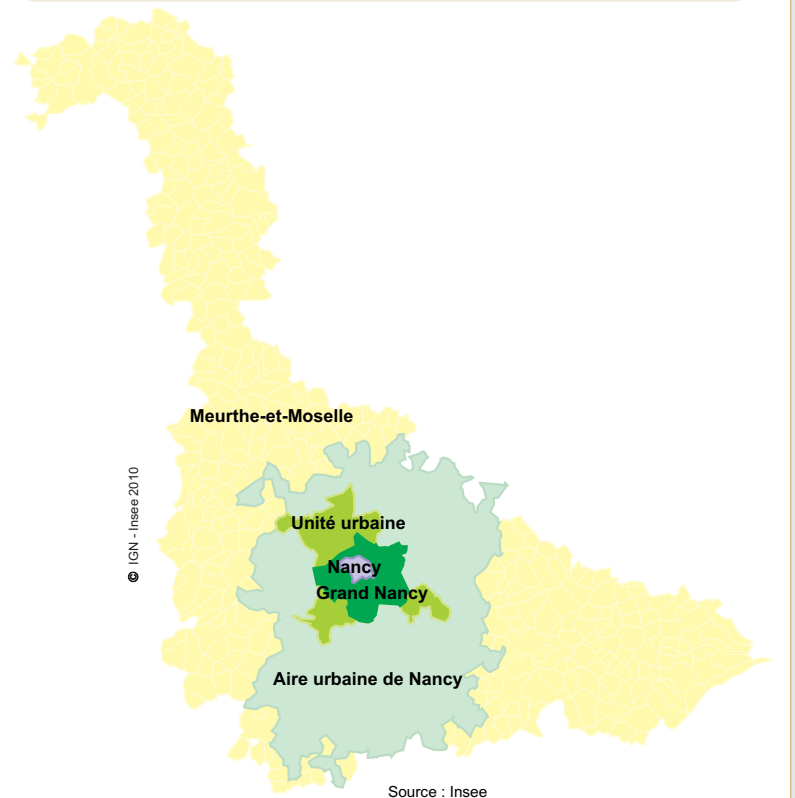 Meurthe-et-Moselle
© IGN - Insee 2010
Unité urbaine
Nancy
Grand Nancy
Aire urbaine de Nancy
Source : Insee